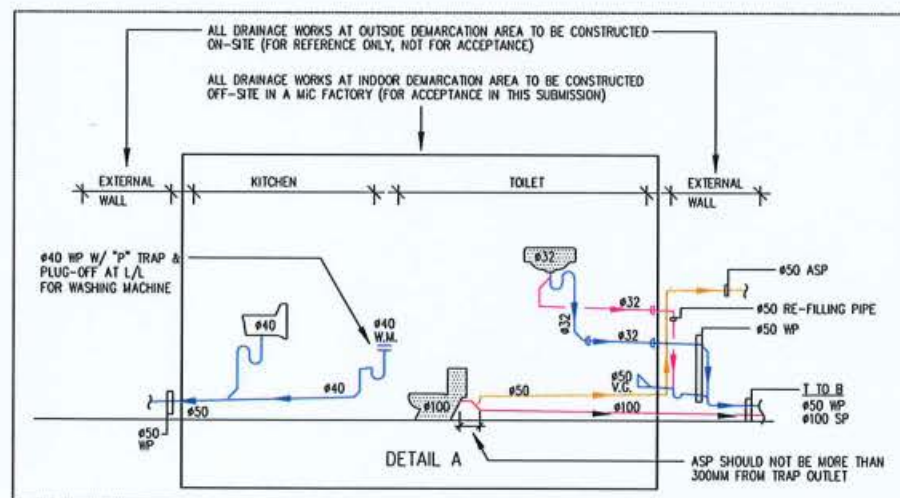 ALL DRAINAGE WORKS AT OUTSIDE DEMARCATION AREA TO BE CONSTRUCTED
ON-SITE (FOR REFERENCE ONLY, NOT FOR ACCEPTANCE)
ALL DRAINAGE WORKS AT INDOOR DEMARCATION AREA TO BE CONSTRUCTED
OFF-SITE IN A MiC FACTORY (FOR ACCEPTANCE IN THIS SUBMISSION)
EXTERNAL
WALL
KITCHEN
TOILET
EXTERNAL
WALL
ø40 WP W/ "P" TRAP &
PLUG-OFF AT L/L
FOR WASHING MACHINE
ø40
ø40
W.M.
ø40
ø50
ø50
WP
ø32
ø32
ø32
ø32
ø50
V.G.
ø50
ø100
ø100
ø50 ASP
ø50 RE-FILLING PIPE
ø50 WP
T TO B
ø50 WP
ø100 SP
DETAIL A
ASP SHOULD NOT BE MORE THAN
300MM FROM TRAP OUTLET